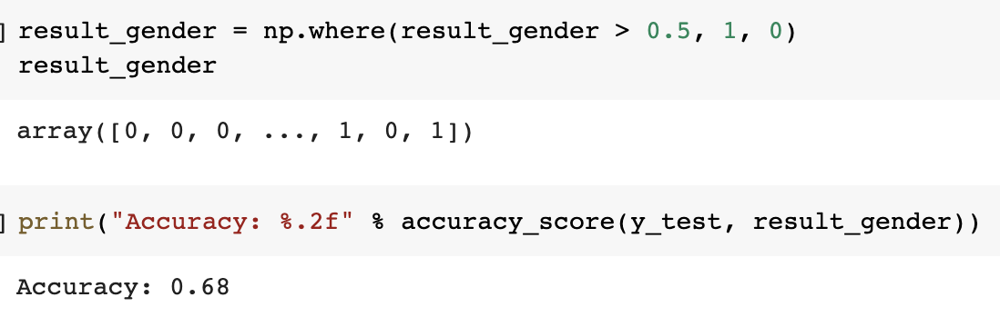 ] result_gender = np.where(result_gender > 0.5, 1, 0)
result_gender
array([0, 0, 0, ..., 1, 0, 1])
] print("Accuracy: %.2f" % accuracy_score(y_test, result_gender))
Accuracy: 0.68